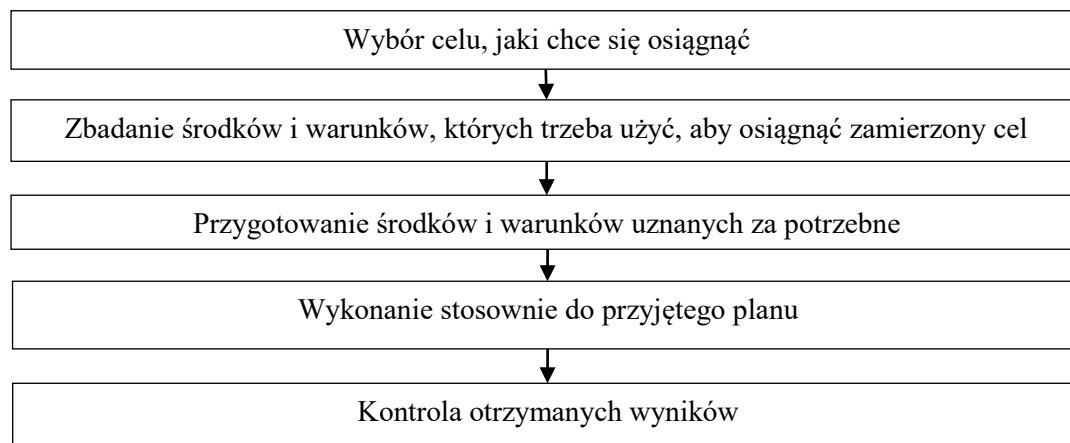 Wybór celu, jaki chce się osiągnąć
Zbadanie środków i warunków, których trzeba użyć, aby osiągnąć zamierzony cel
Przygotowanie środków i warunków uznanych za potrzebne
Wykonanie stosownie do przyjętego planu
Kontrola otrzymanych wyników